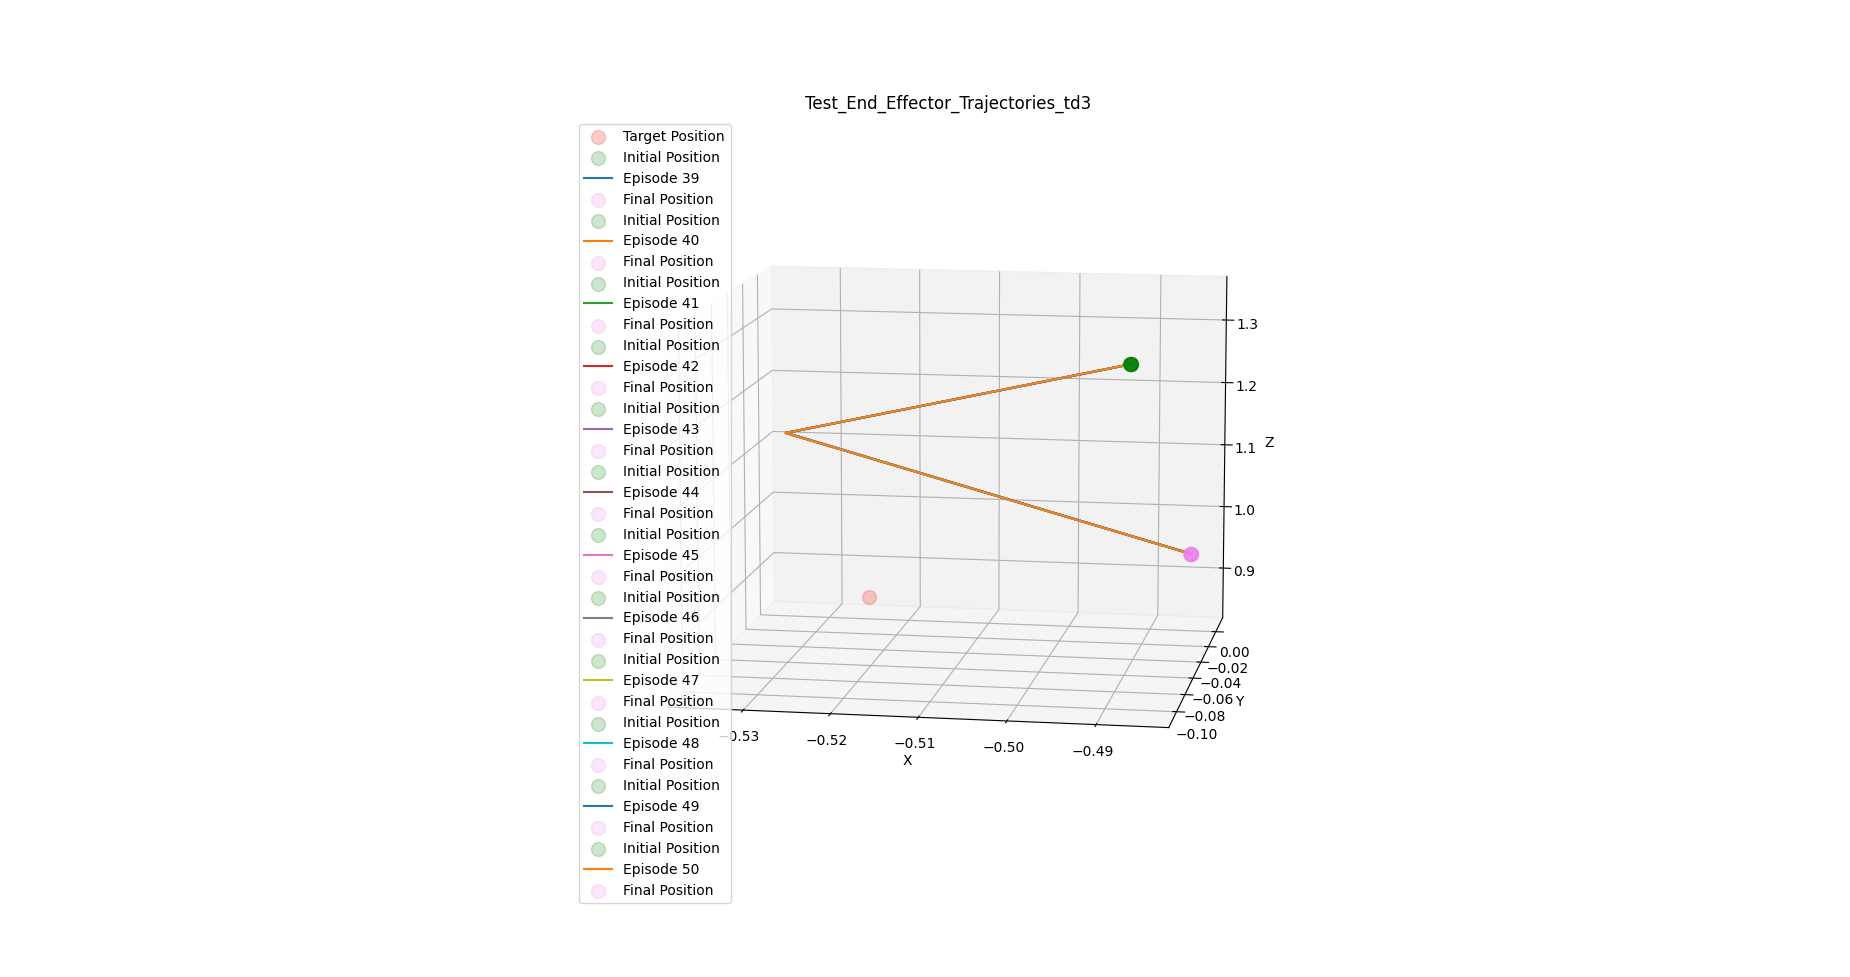 Test_End_Effector_Trajectories_td3
Target Position
Initial Position
Episode 39
Final Position
Initial Position
Episode 40
Final Position
Initial Position
Episode 41
Final Position
Initial Position
Episode 42
Final Position
Initial Position
Episode 43
Final Position
Initial Position
Episode 44
Final Position
Initial Position
Episode 45
Final Position
Initial Position
Episode 46
Final Position
Initial Position
Episode 47
Final Position
Initial Position
Episode 48
Final Position
Initial Position
Episode 49
Final Position
Initial Position
Episode 50
Final Position
1.3
1.2
1.1
Z
1.0
0.9
0.00
−0.02
−0.04
−0.06
Y
−0.08
−0.10
−0.53
−0.52
−0.51
−0.50
−0.49
X